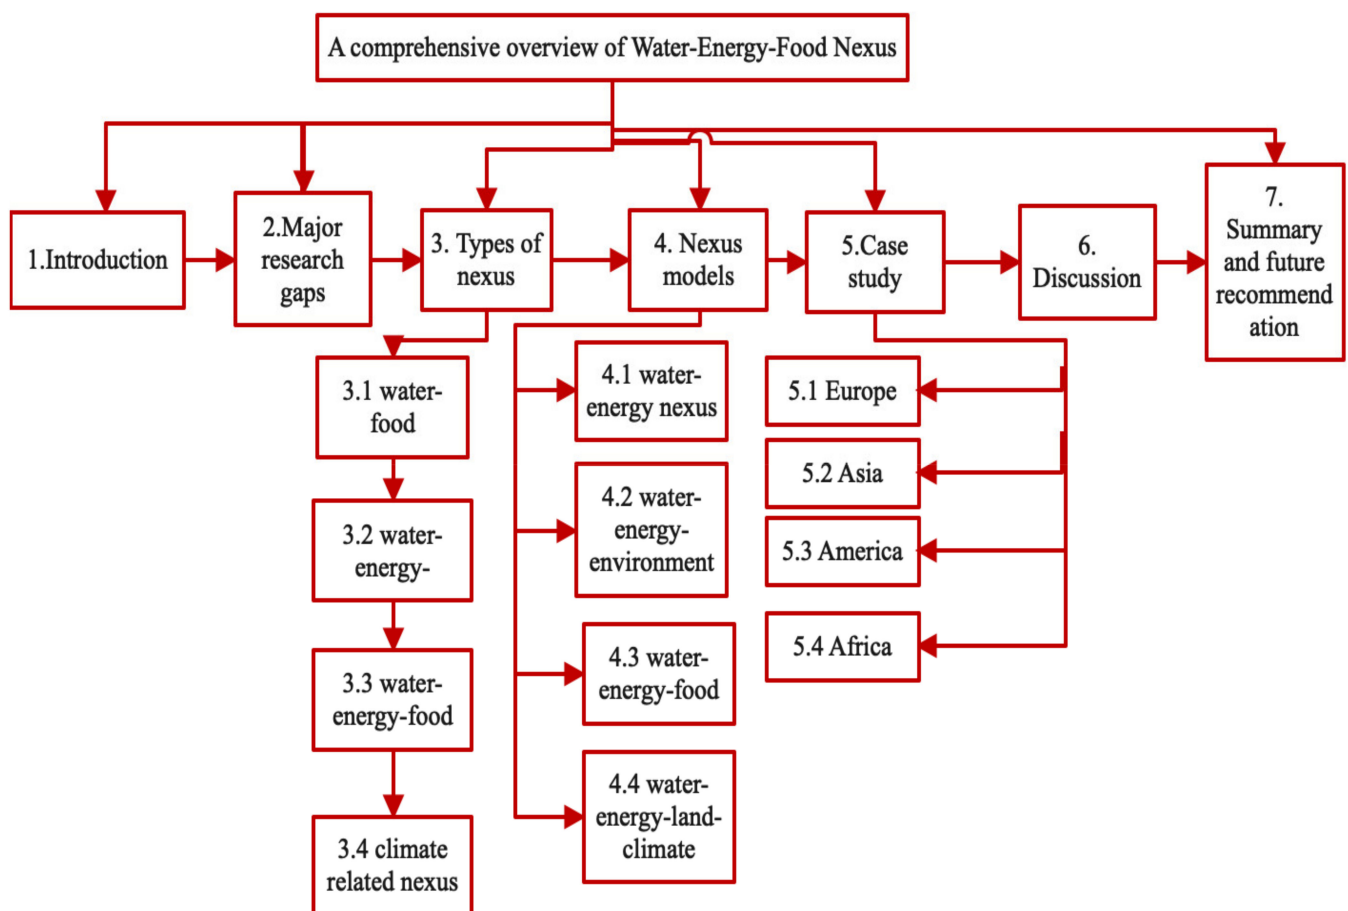 A comprehensive overview of Water-Energy-Food Nexus
1.Introduction
2.Major
research
gaps
3. Types of
nexus
4. Nexus
models
5.Case
study
6.
Discussion
7.
Summary
and future
recommend
ation
3.1 water-
food
3.2 water-
energy-
3.3 water-
energy-food
3.4 climate
related nexus
4.1 water-
energy nexus
4.2 water-
energy-
environment
4.3 water-
energy-food
4.4 water-
energy-land-
climate
5.1 Europe
5.2 Asia
5.3 America
5.4 Africa